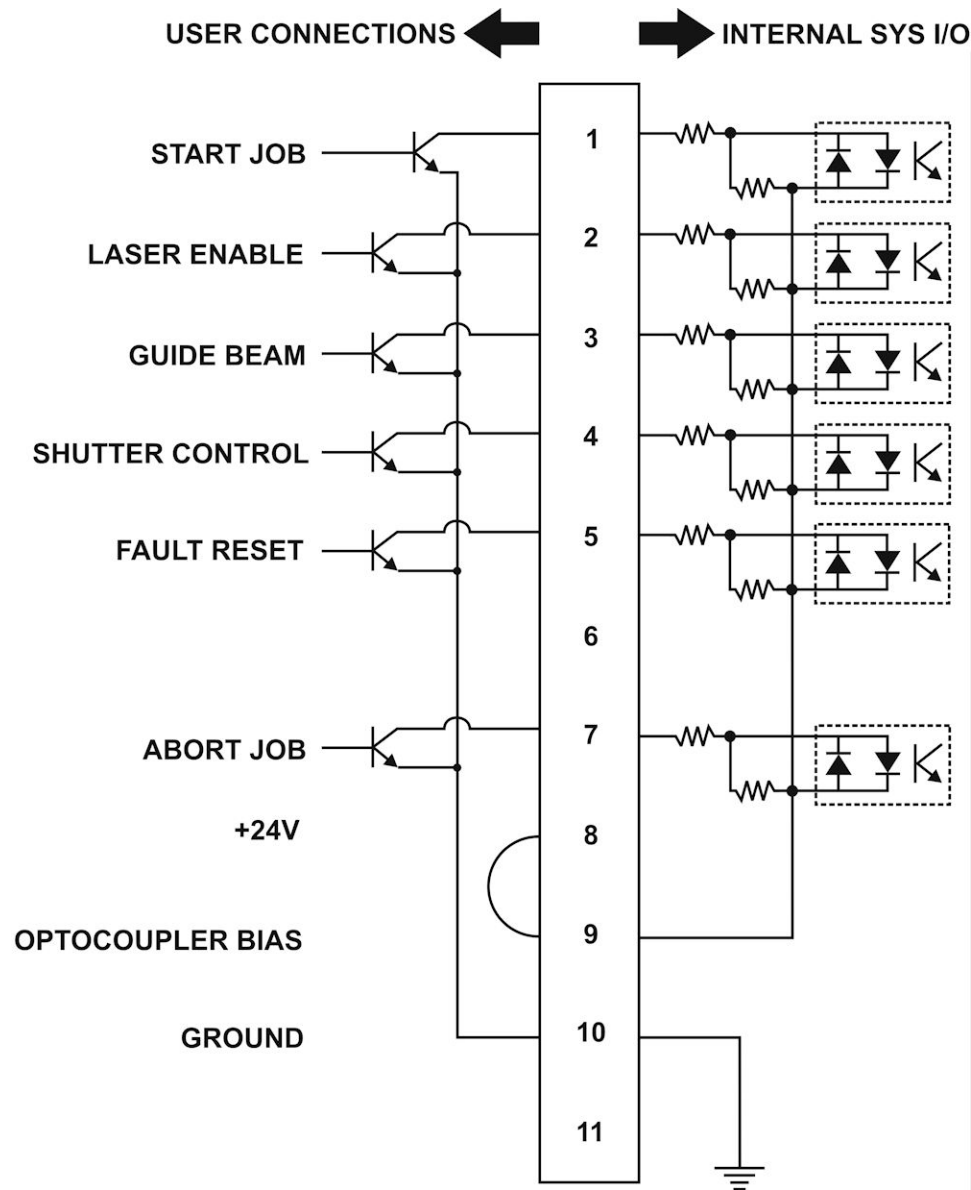 USER CONNECTIONS INTERNAL SYS I/O
START JOB 1
LASER ENABLE 2
GUIDE BEAM 3
SHUTTER CONTROL 4
FAULT RESET 5
6
ABORT JOB 7
+24V 8
OPTOCOUPLER BIAS 9
GROUND 10
11